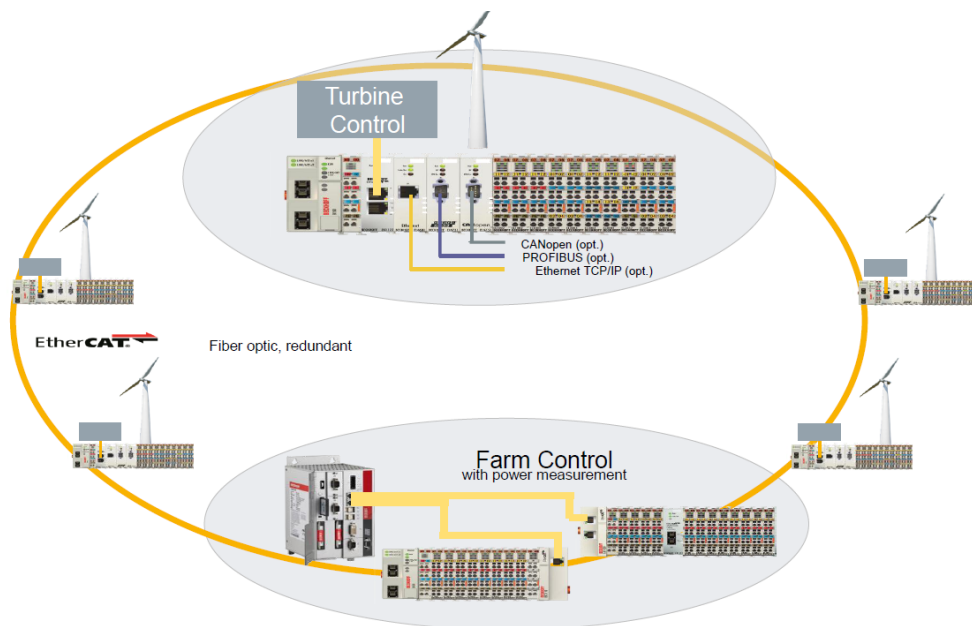 Turbine
Control
CANopen (opt.)
PROFIBUS (opt.)
Ethernet TCP/IP (opt.)
EtherCAT®
Fiber optic, redundant
Farm Control
with power measurement